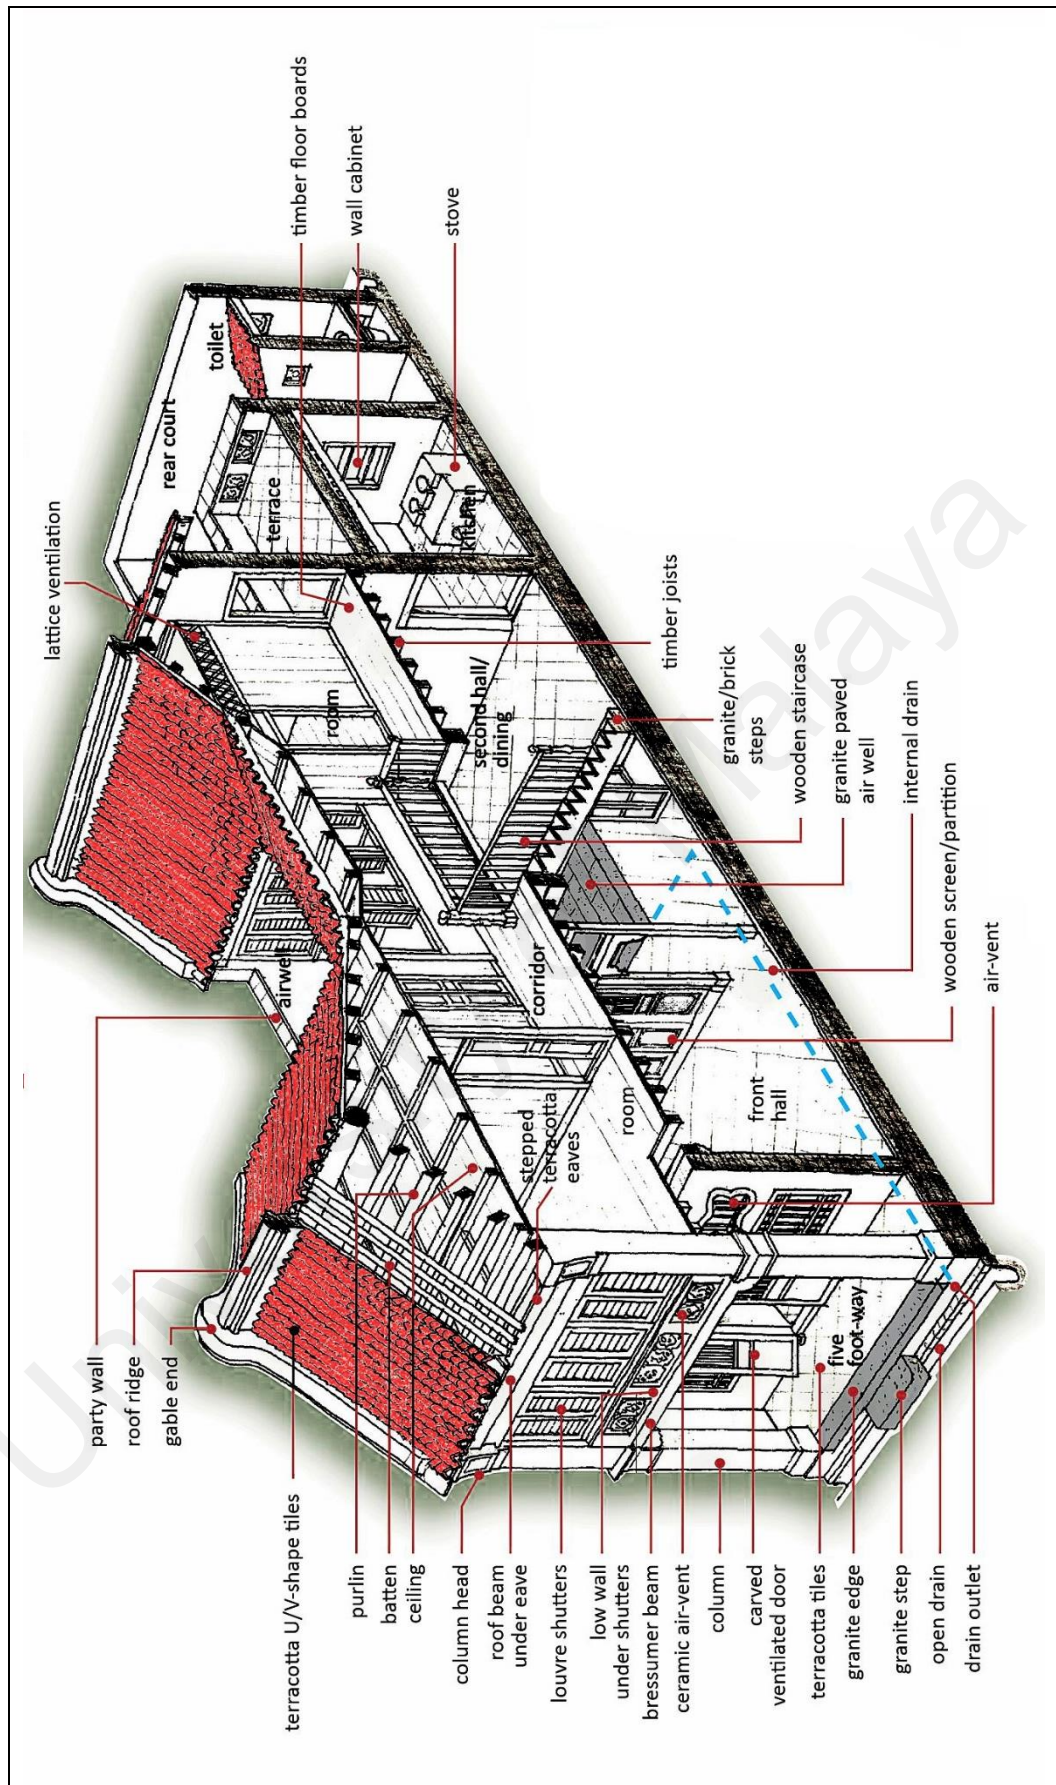 lattice ventilation
timber floor boards
wall cabinet
stove
party wall
roof ridge
gable end
terracotta U/V-shape tiles
purlin
batten
ceiling
column head
roof beam
under eave
louvre shutters
low wall
under shutters
bressumer beam
ceramic air-vent
column
carved
ventilated door
terracotta tiles
granite edge
granite step
open drain
drain outlet
rear court
toilet
terrace
kitchen
room
airwell
second hall/
dining
corridor
stepped
terracotta
eaves
room
front
hall
five
foot-way
timber joists
granite/brick
steps
wooden staircase
granite paved
air well
internal drain
wooden screen/partition
air-vent
Malaya